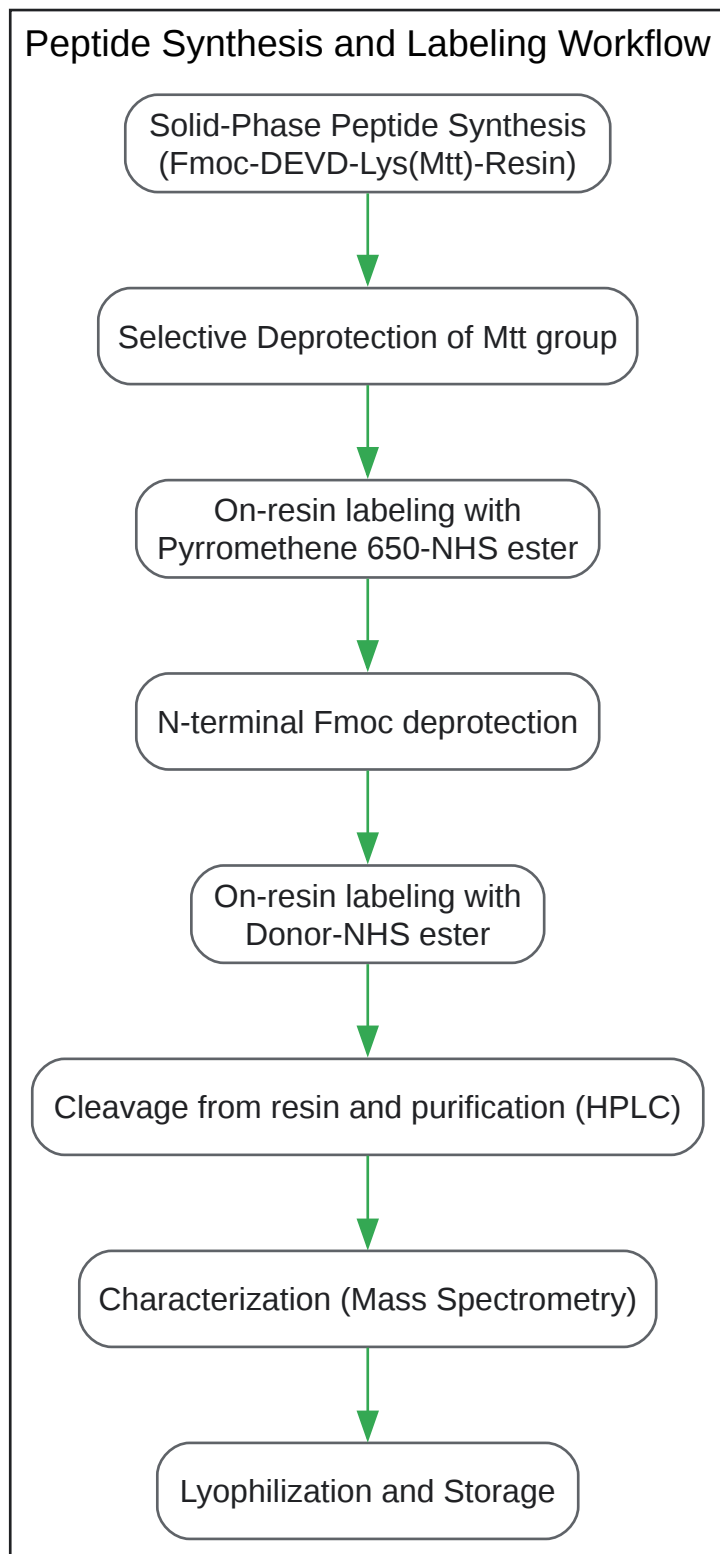 Peptide Synthesis and Labeling Workflow
Solid-Phase Peptide Synthesis
(Fmoc-DEVD-Lys(Mtt)-Resin)
Selective Deprotection of Mtt group
On-resin labeling with
Pyrromethene 650-NHS ester
N-terminal Fmoc deprotection
On-resin labeling with
Donor-NHS ester
Cleavage from resin and purification (HPLC)
Characterization (Mass Spectrometry)
Lyophilization and Storage